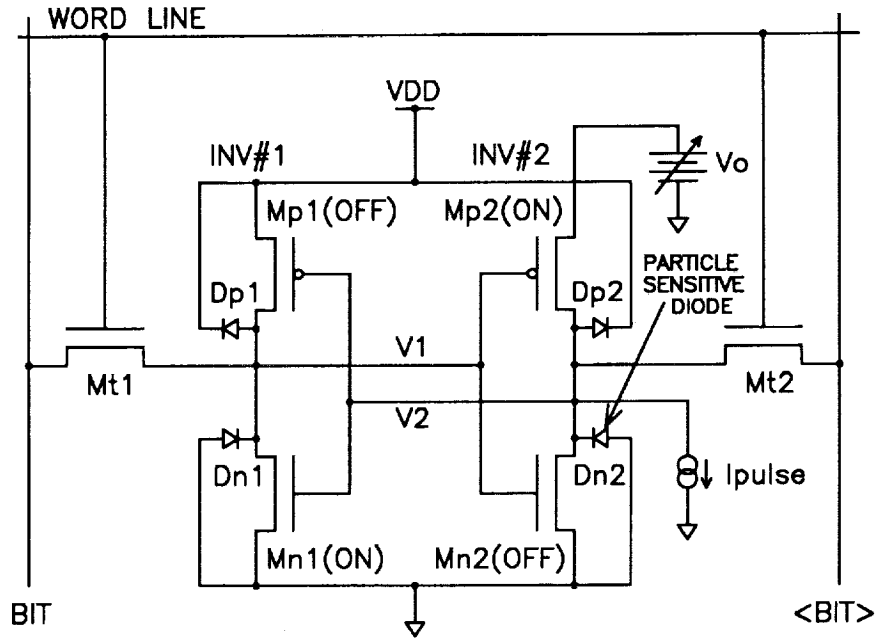 WORD LINE
VDD
INV#1
INV#2
Vo
Mp1(OFF)
Mp2(ON)
PARTICLE
SENSITIVE
DIODE
Dp1
Dp2
V1
Mt1
Mt2
V2
Dn1
Dn2
Ipulse
Mn1(ON)
Mn2(OFF)
BIT
<BIT>